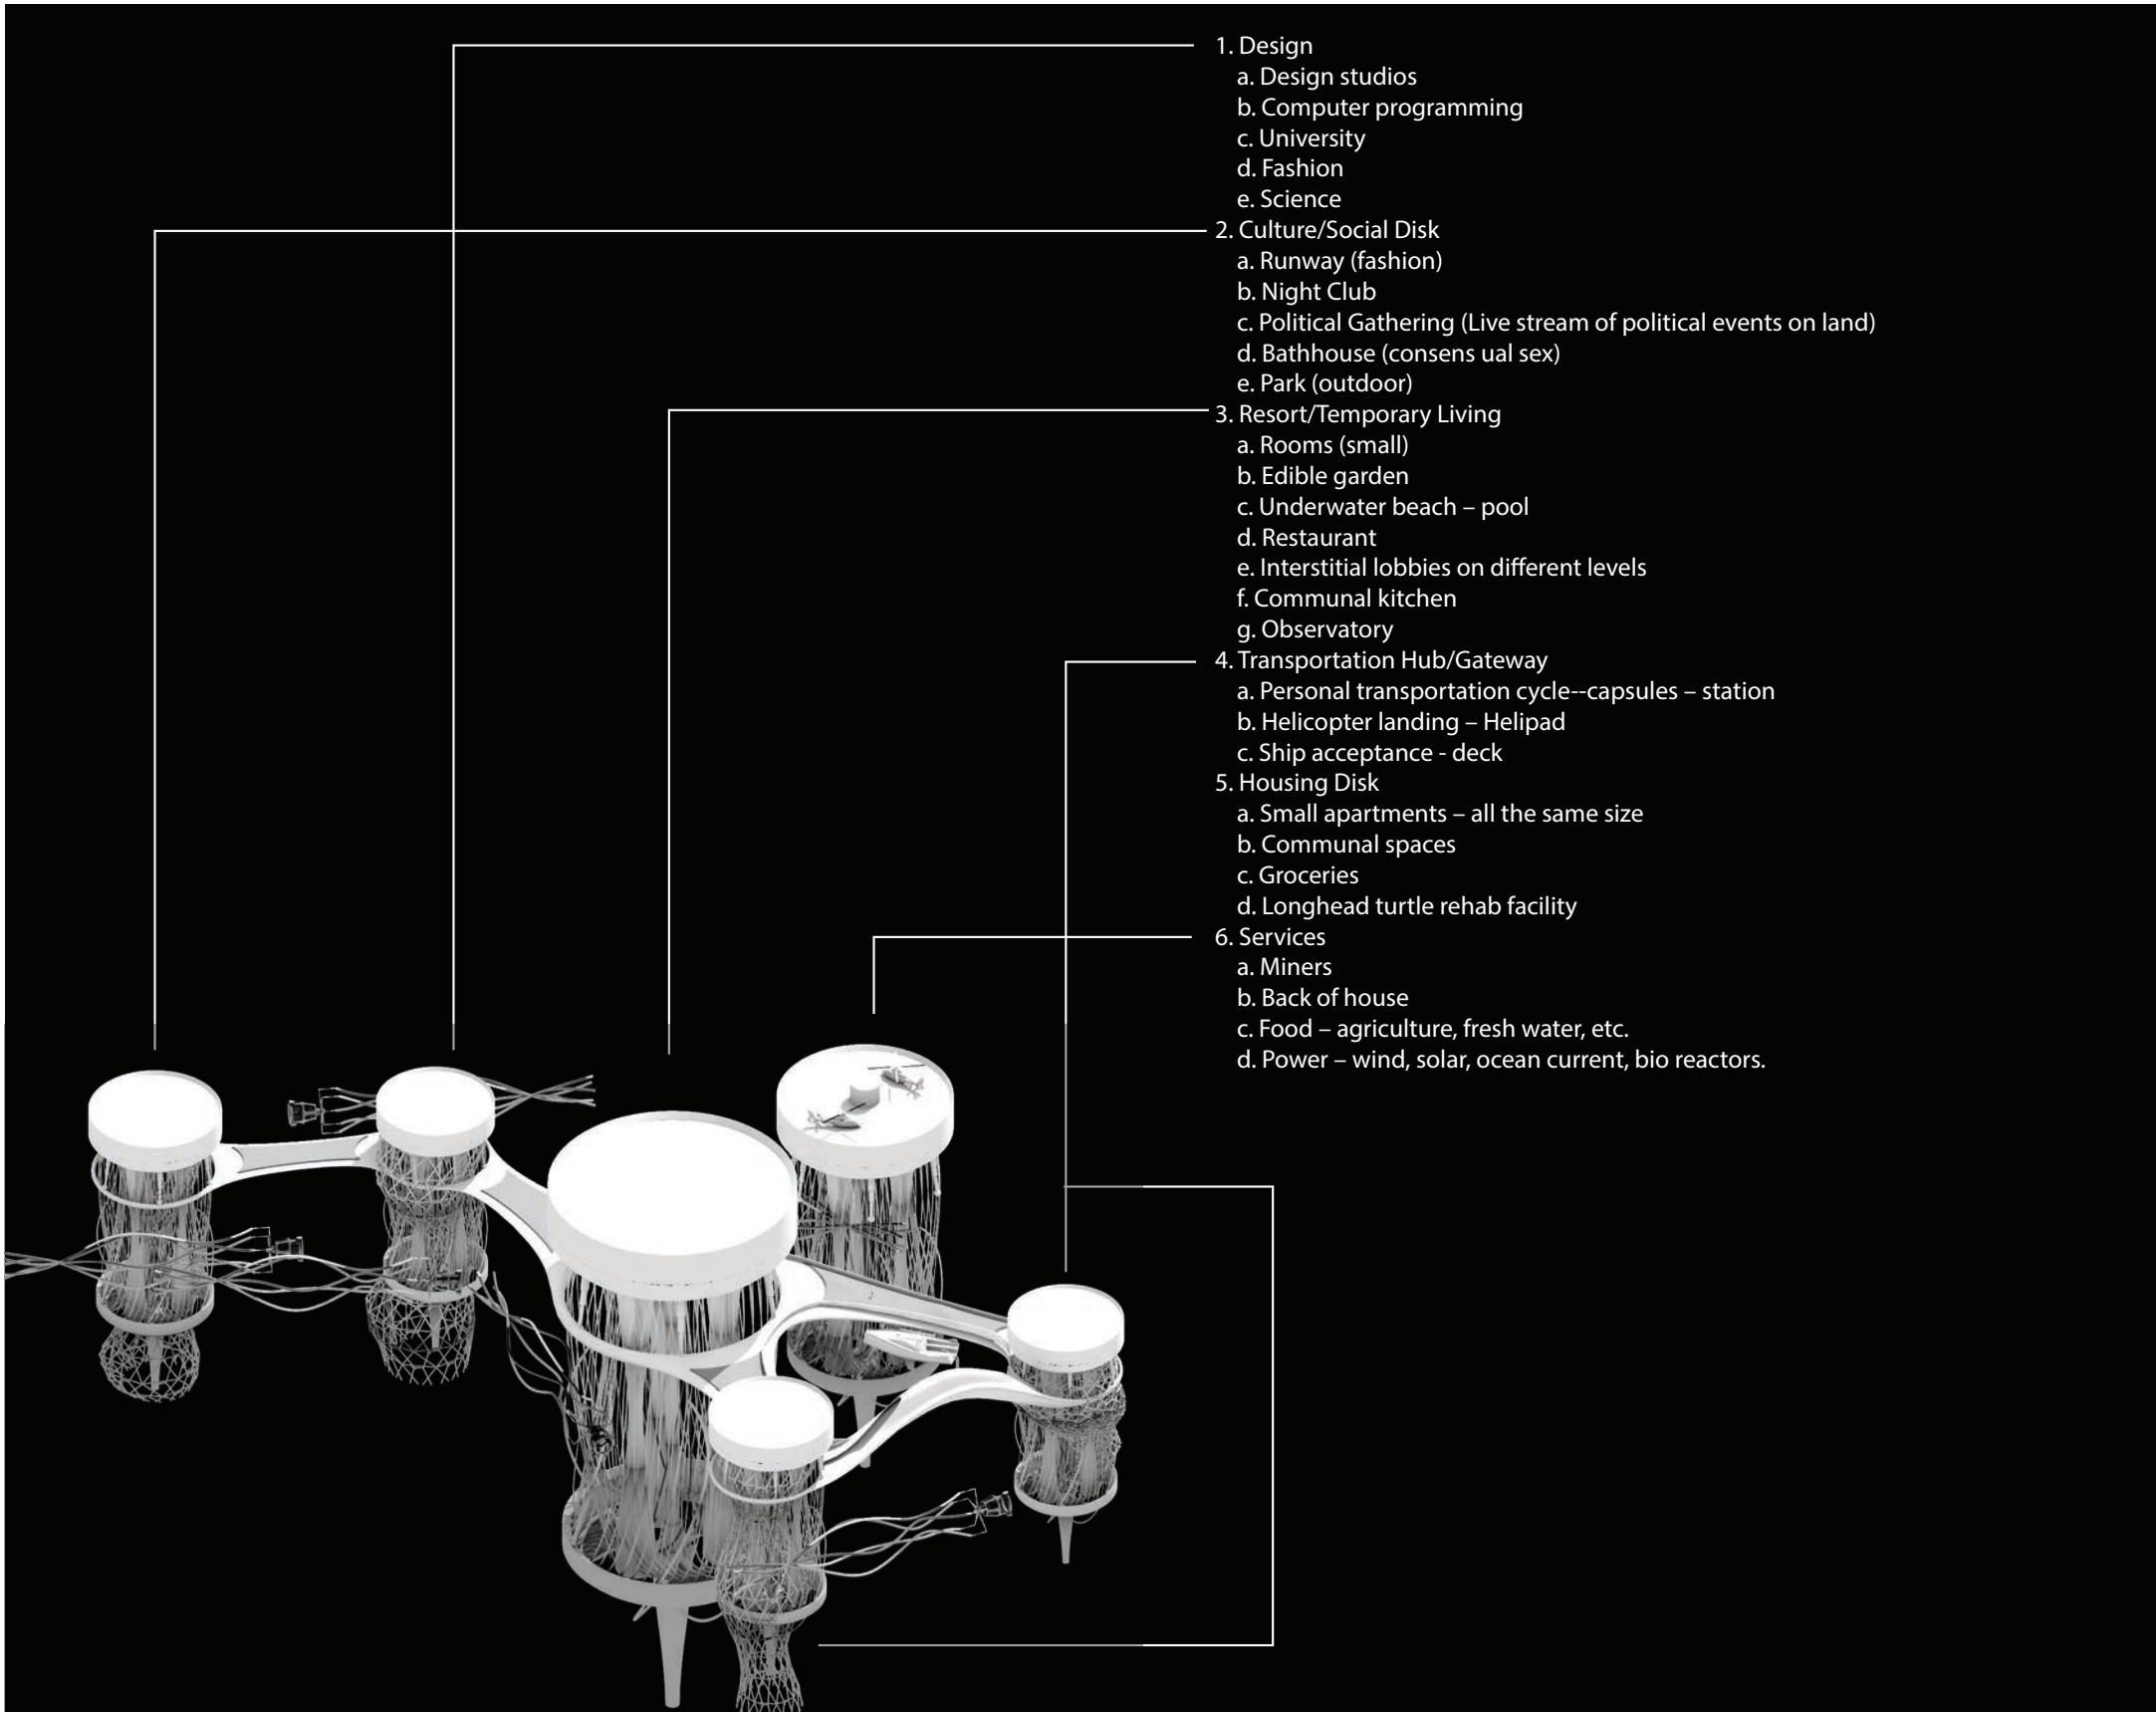 1. Design
a. Design studios
b. Computer programming
c. University
d. Fashion
e. Science
2. Culture/Social Disk
a. Runway (fashion)
b. Night Club
c. Political Gathering (Live stream of political events on land)
d. Bathhouse (consens ual sex)
e. Park (outdoor)
3. Resort/Temporary Living
a. Rooms (small)
b. Edible garden
c. Underwater beach – pool
d. Restaurant
e. Interstitial lobbies on different levels
f. Communal kitchen
g. Observatory
4. Transportation Hub/Gateway
a. Personal transportation cycle--capsules – station
b. Helicopter landing – Helipad
c. Ship acceptance - deck
5. Housing Disk
a. Small apartments – all the same size
b. Communal spaces
c. Groceries
d. Longhead turtle rehab facility
6. Services
a. Miners
b. Back of house
c. Food – agriculture, fresh water, etc.
d. Power – wind, solar, ocean current, bio reactors.